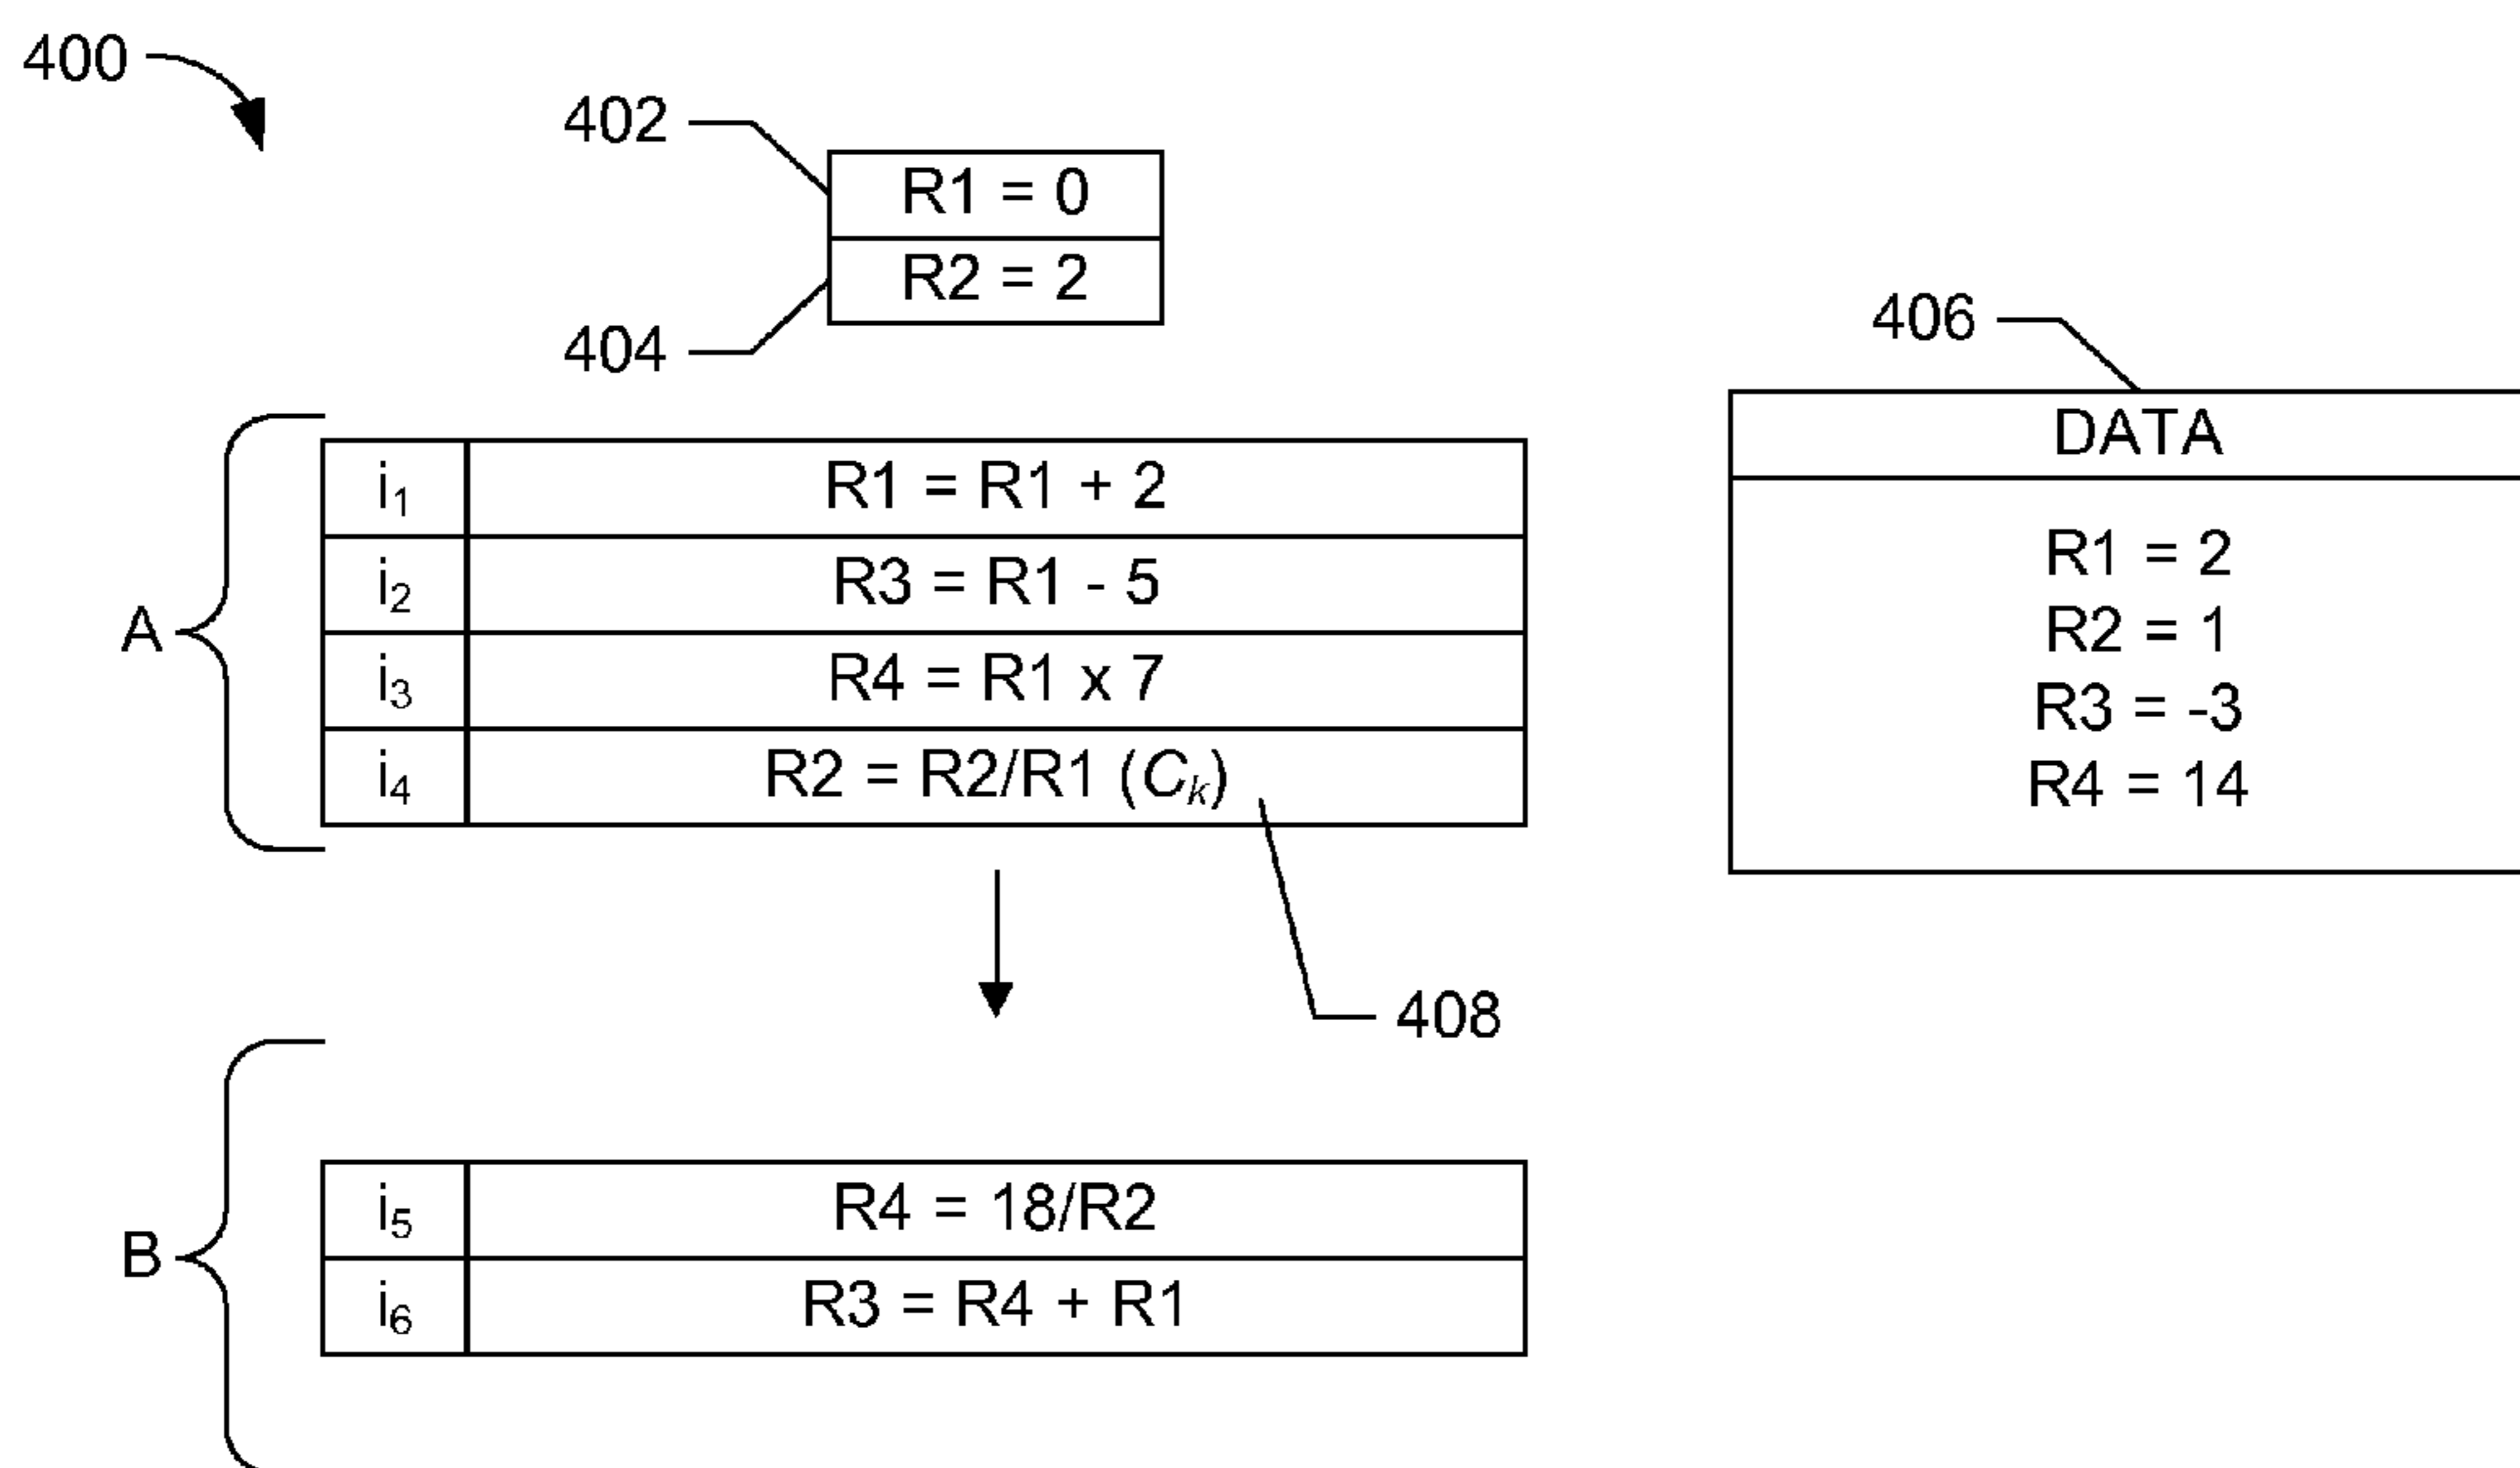 400
402
R1 = 0
R2 = 2
404
406
DATA
R1 = 2
R2 = 1
R3 = -3
R4 = 14
A
i1 R1 = R1 + 2
i2 R3 = R1 - 5
i3 R4 = R1 x 7
i4 R2 = R2/R1 (Ck)
408
B
i5 R4 = 18/R2
i6 R3 = R4 + R1